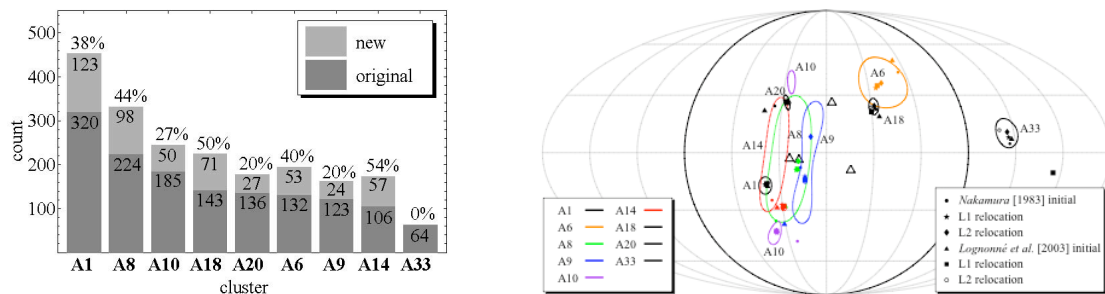 500
400
300
200
100
count
38%
123
320
44%
98
224
27%
50
185
50%
71
143
20%
27
136
40%
53
132
20%
24
123
54%
57
106
0%
64
new
original
A1 A8 A10 A18 A20 A6 A9 A14 A33
cluster
A10
A6
A20
A18
A33
A8
A9
A14
A1
A10
A1 A14
A6 A18
A8 A20
A9 A33
A10
Nakamura [1983] initial
L1 relocation
L2 relocation
Lognonné et al. [2003] initial
L1 relocation
L2 relocation